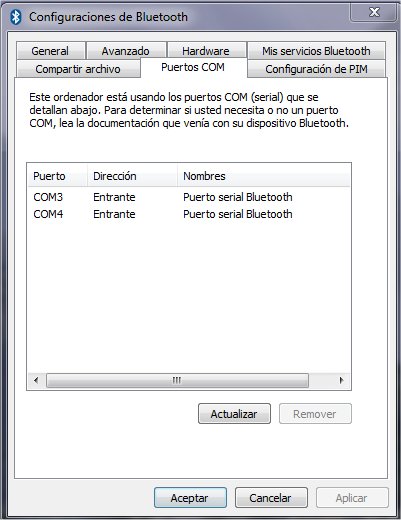 Configuraciones de Bluetooth
General Avanzado Hardware Mis servicios Bluetooth
Compartir archivo Puertos COM Configuración de PIM
Este ordenador está usando los puertos COM (serial) que se
detallan abajo. Para determinar si usted necesita o no un puerto
COM, lea la documentación que venía con su dispositivo Bluetooth.
Puerto Dirección Nombres
COM3 Entrante Puerto serial Bluetooth
COM4 Entrante Puerto serial Bluetooth
Actualizar Remover
Aceptar Cancelar Aplicar